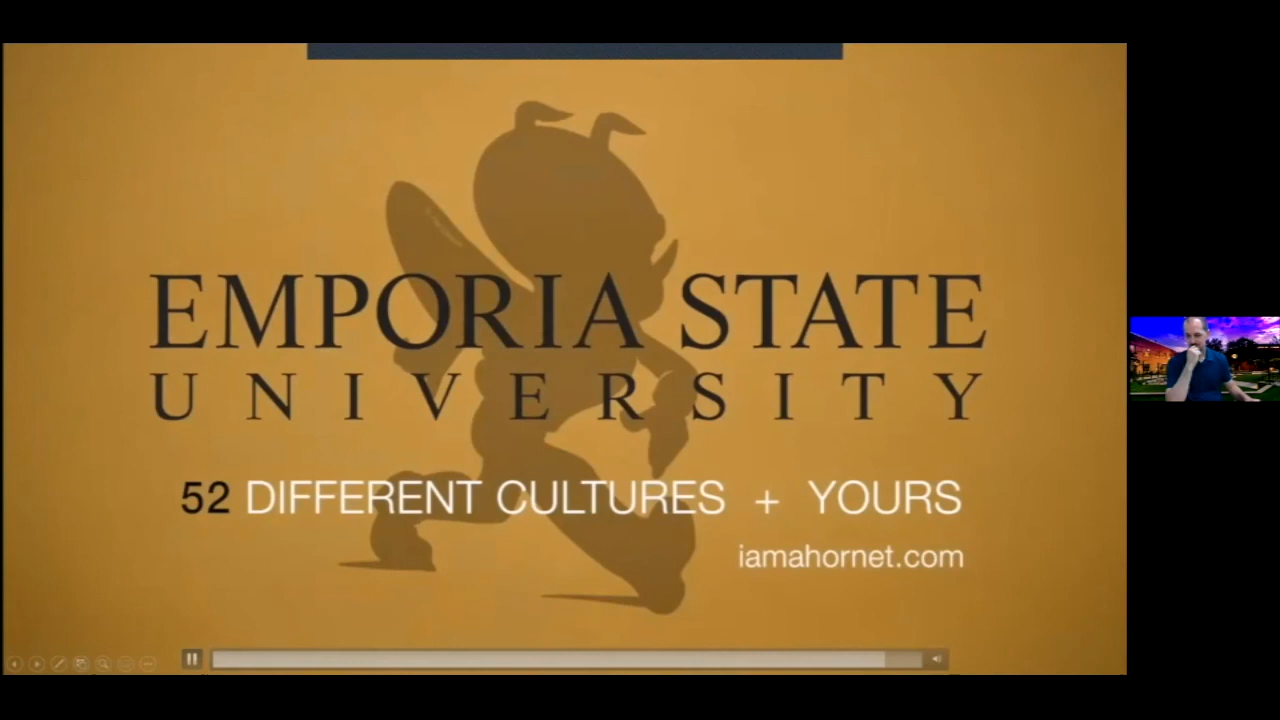 EMPORIA STATE
UNIVERSITY
52 DIFFERENT CULTURES + YOURS
iamahornet.com